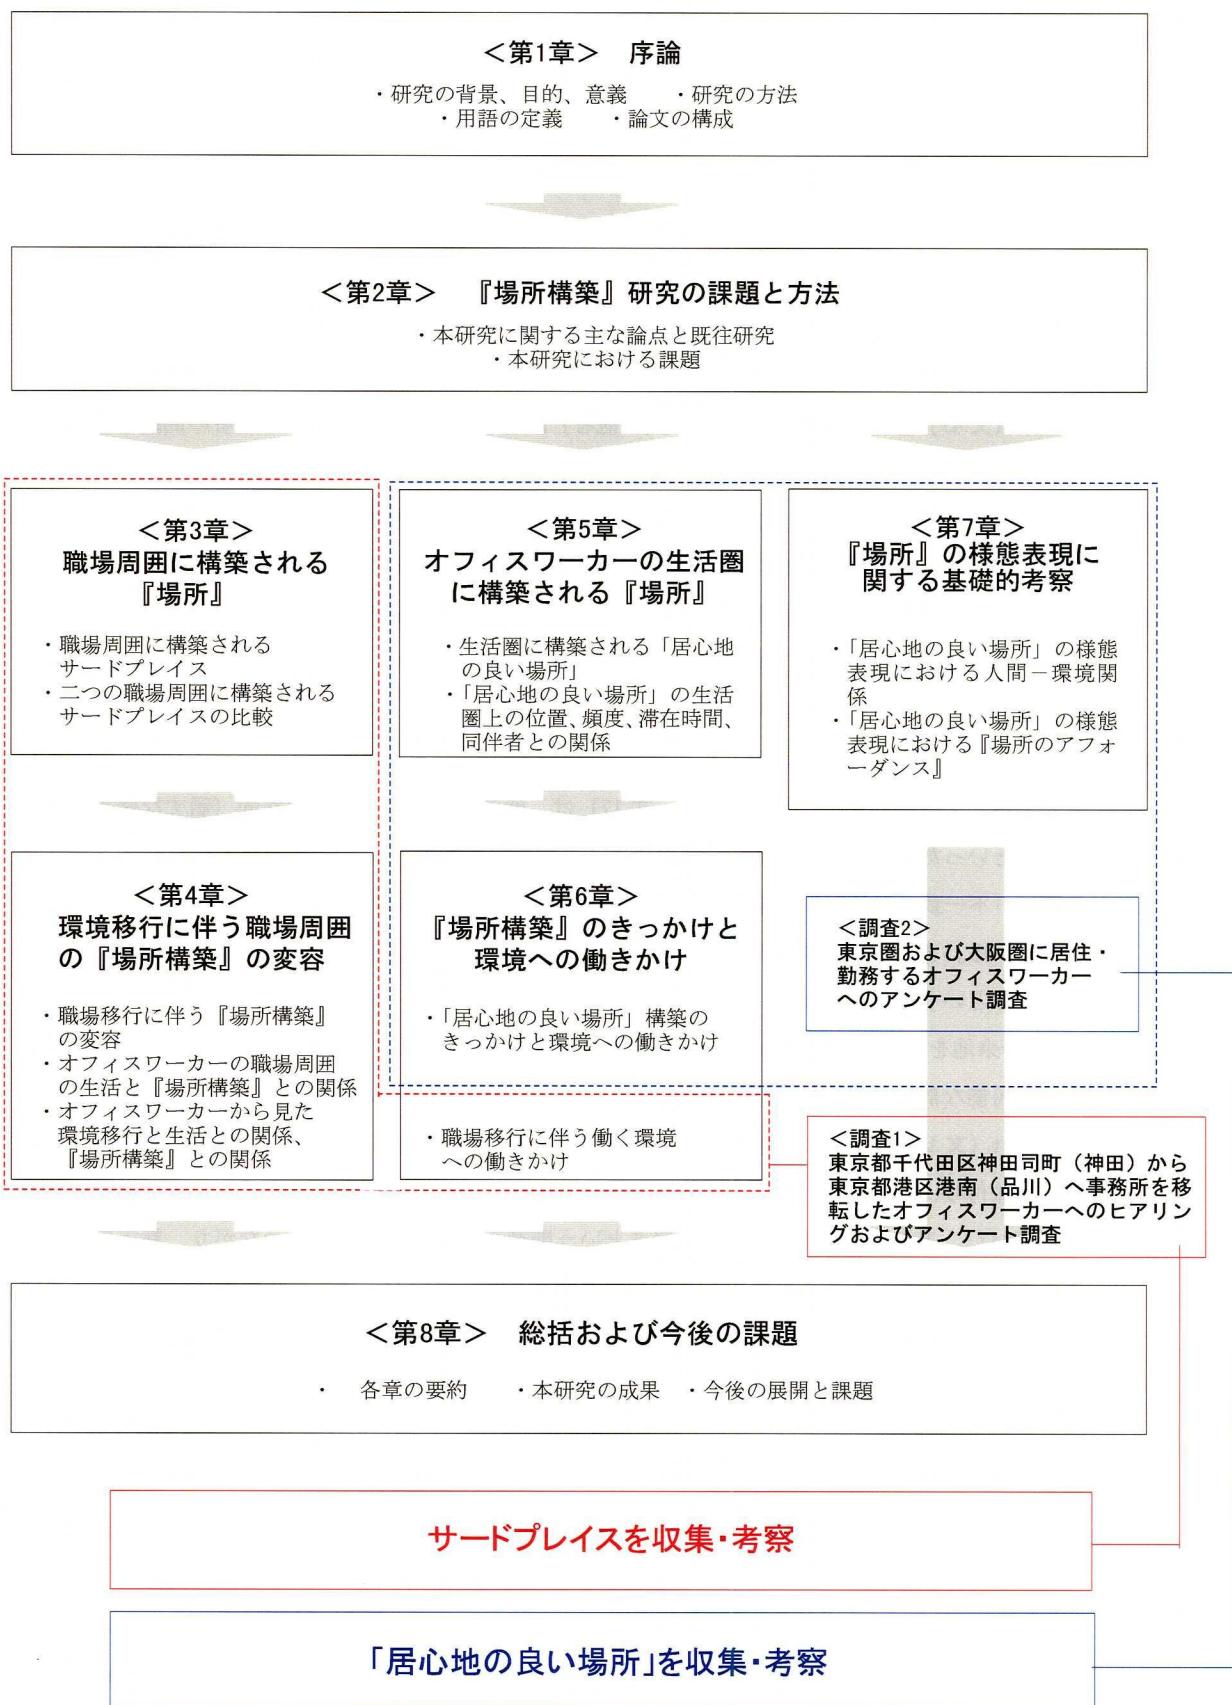 ＜第1章＞　序論
・研究の背景、目的、意義　　・研究の方法
・用語の定義　　・論文の構成
＜第2章＞　『場所構築』研究の課題と方法
・本研究に関する主な論点と既往研究
・本研究における課題
＜第3章＞
職場周囲に構築される
『場所』
・職場周囲に構築される
サードプレイス
・二つの職場周囲に構築される
サードプレイスの比較
＜第5章＞
オフィスワーカーの生活圏
に構築される『場所』
・生活圏に構築される「居心地
の良い場所」
・「居心地の良い場所」の生活
圏上の位置、頻度、滞在時間、
同伴者との関係
＜第7章＞
『場所』の様態表現に
関する基礎的考察
・「居心地の良い場所」の様態
表現における人間－環境関
係
・「居心地の良い場所」の様態
表現における『場所のアフォ
ーダンス』
＜第4章＞
環境移行に伴う職場周囲
の『場所構築』の変容
・職場移行に伴う『場所構築』
の変容
・オフィスワーカーの職場周囲
の生活と『場所構築』との関係
・オフィスワーカーから見た
環境移行と生活との関係、
『場所構築』との関係
＜第6章＞
『場所構築』のきっかけと
環境への働きかけ
・「居心地の良い場所」構築の
きっかけと環境への働きかけ
・職場移行に伴う働く環境
への働きかけ
＜調査2＞
東京圏および大阪圏に居住・
勤務するオフィスワーカー
へのアンケート調査
＜調査1＞
東京都千代田区神田司町（神田）から
東京都港区港南（品川）へ事務所を移
転したオフィスワーカーへのヒアリン
グおよびアンケート調査
＜第8章＞　総括および今後の課題
・　各章の要約　　・本研究の成果　・今後の展開と課題
サードプレイスを収集・考察
「居心地の良い場所」を収集・考察